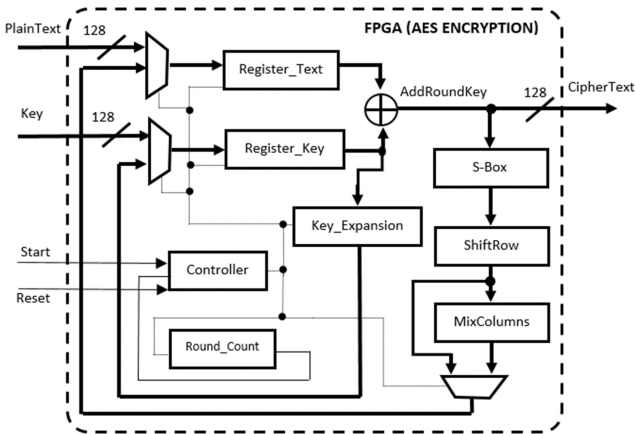 FPGA (AES ENCRYPTION)
PlainText
128
Register_Text
AddRoundKey
128
CipherText
Key
128
Register_Key
S-Box
Key_Expansion
ShiftRow
Start
Controller
Reset
MixColumns
Round_Count